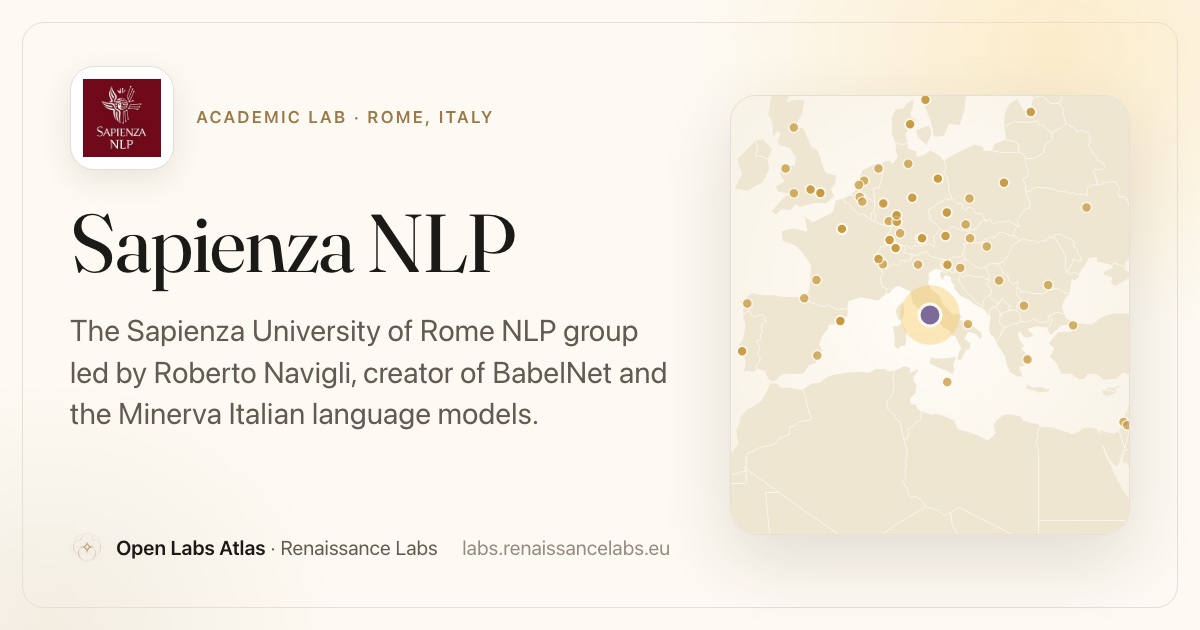 SAPIENZA
NLP
ACADEMIC LAB · ROME, ITALY
Sapienza NLP
The Sapienza University of Rome NLP group
led by Roberto Navigli, creator of BabelNet and
the Minerva Italian language models.
Open Labs Atlas · Renaissance Labs labs.renaissancelabs.eu